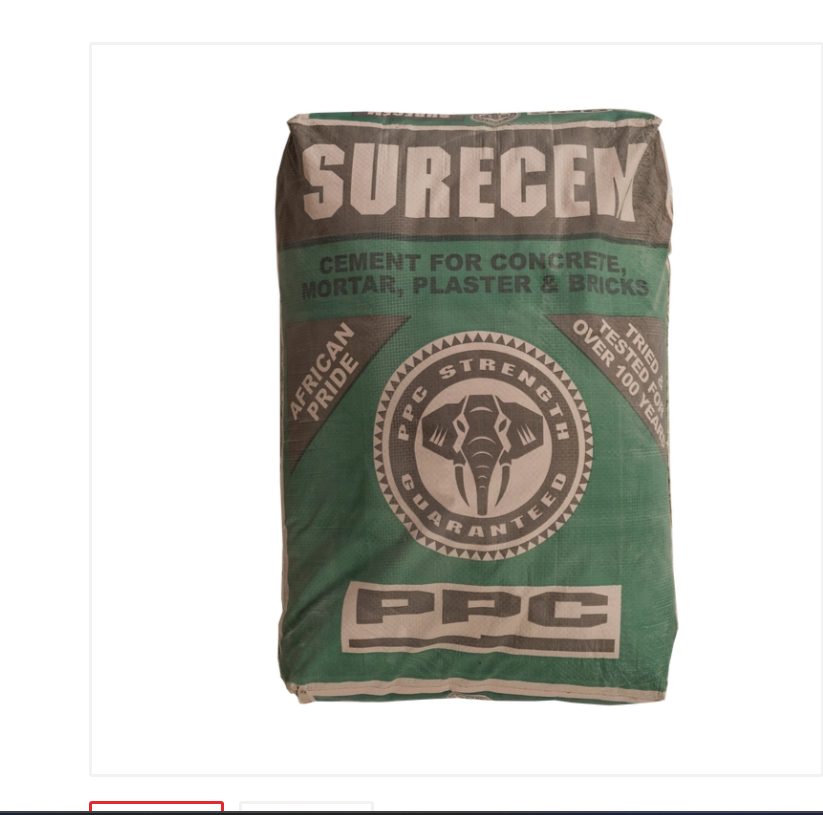 SURECEM
CEMENT FOR CONCRETE,
MORTAR, PLASTER & BRICKS
AFRICAN
PRIDE
TRIED &
TESTED FOR
OVER 100 YEARS
PPC STRENGTH
GUARANTEED
PPC